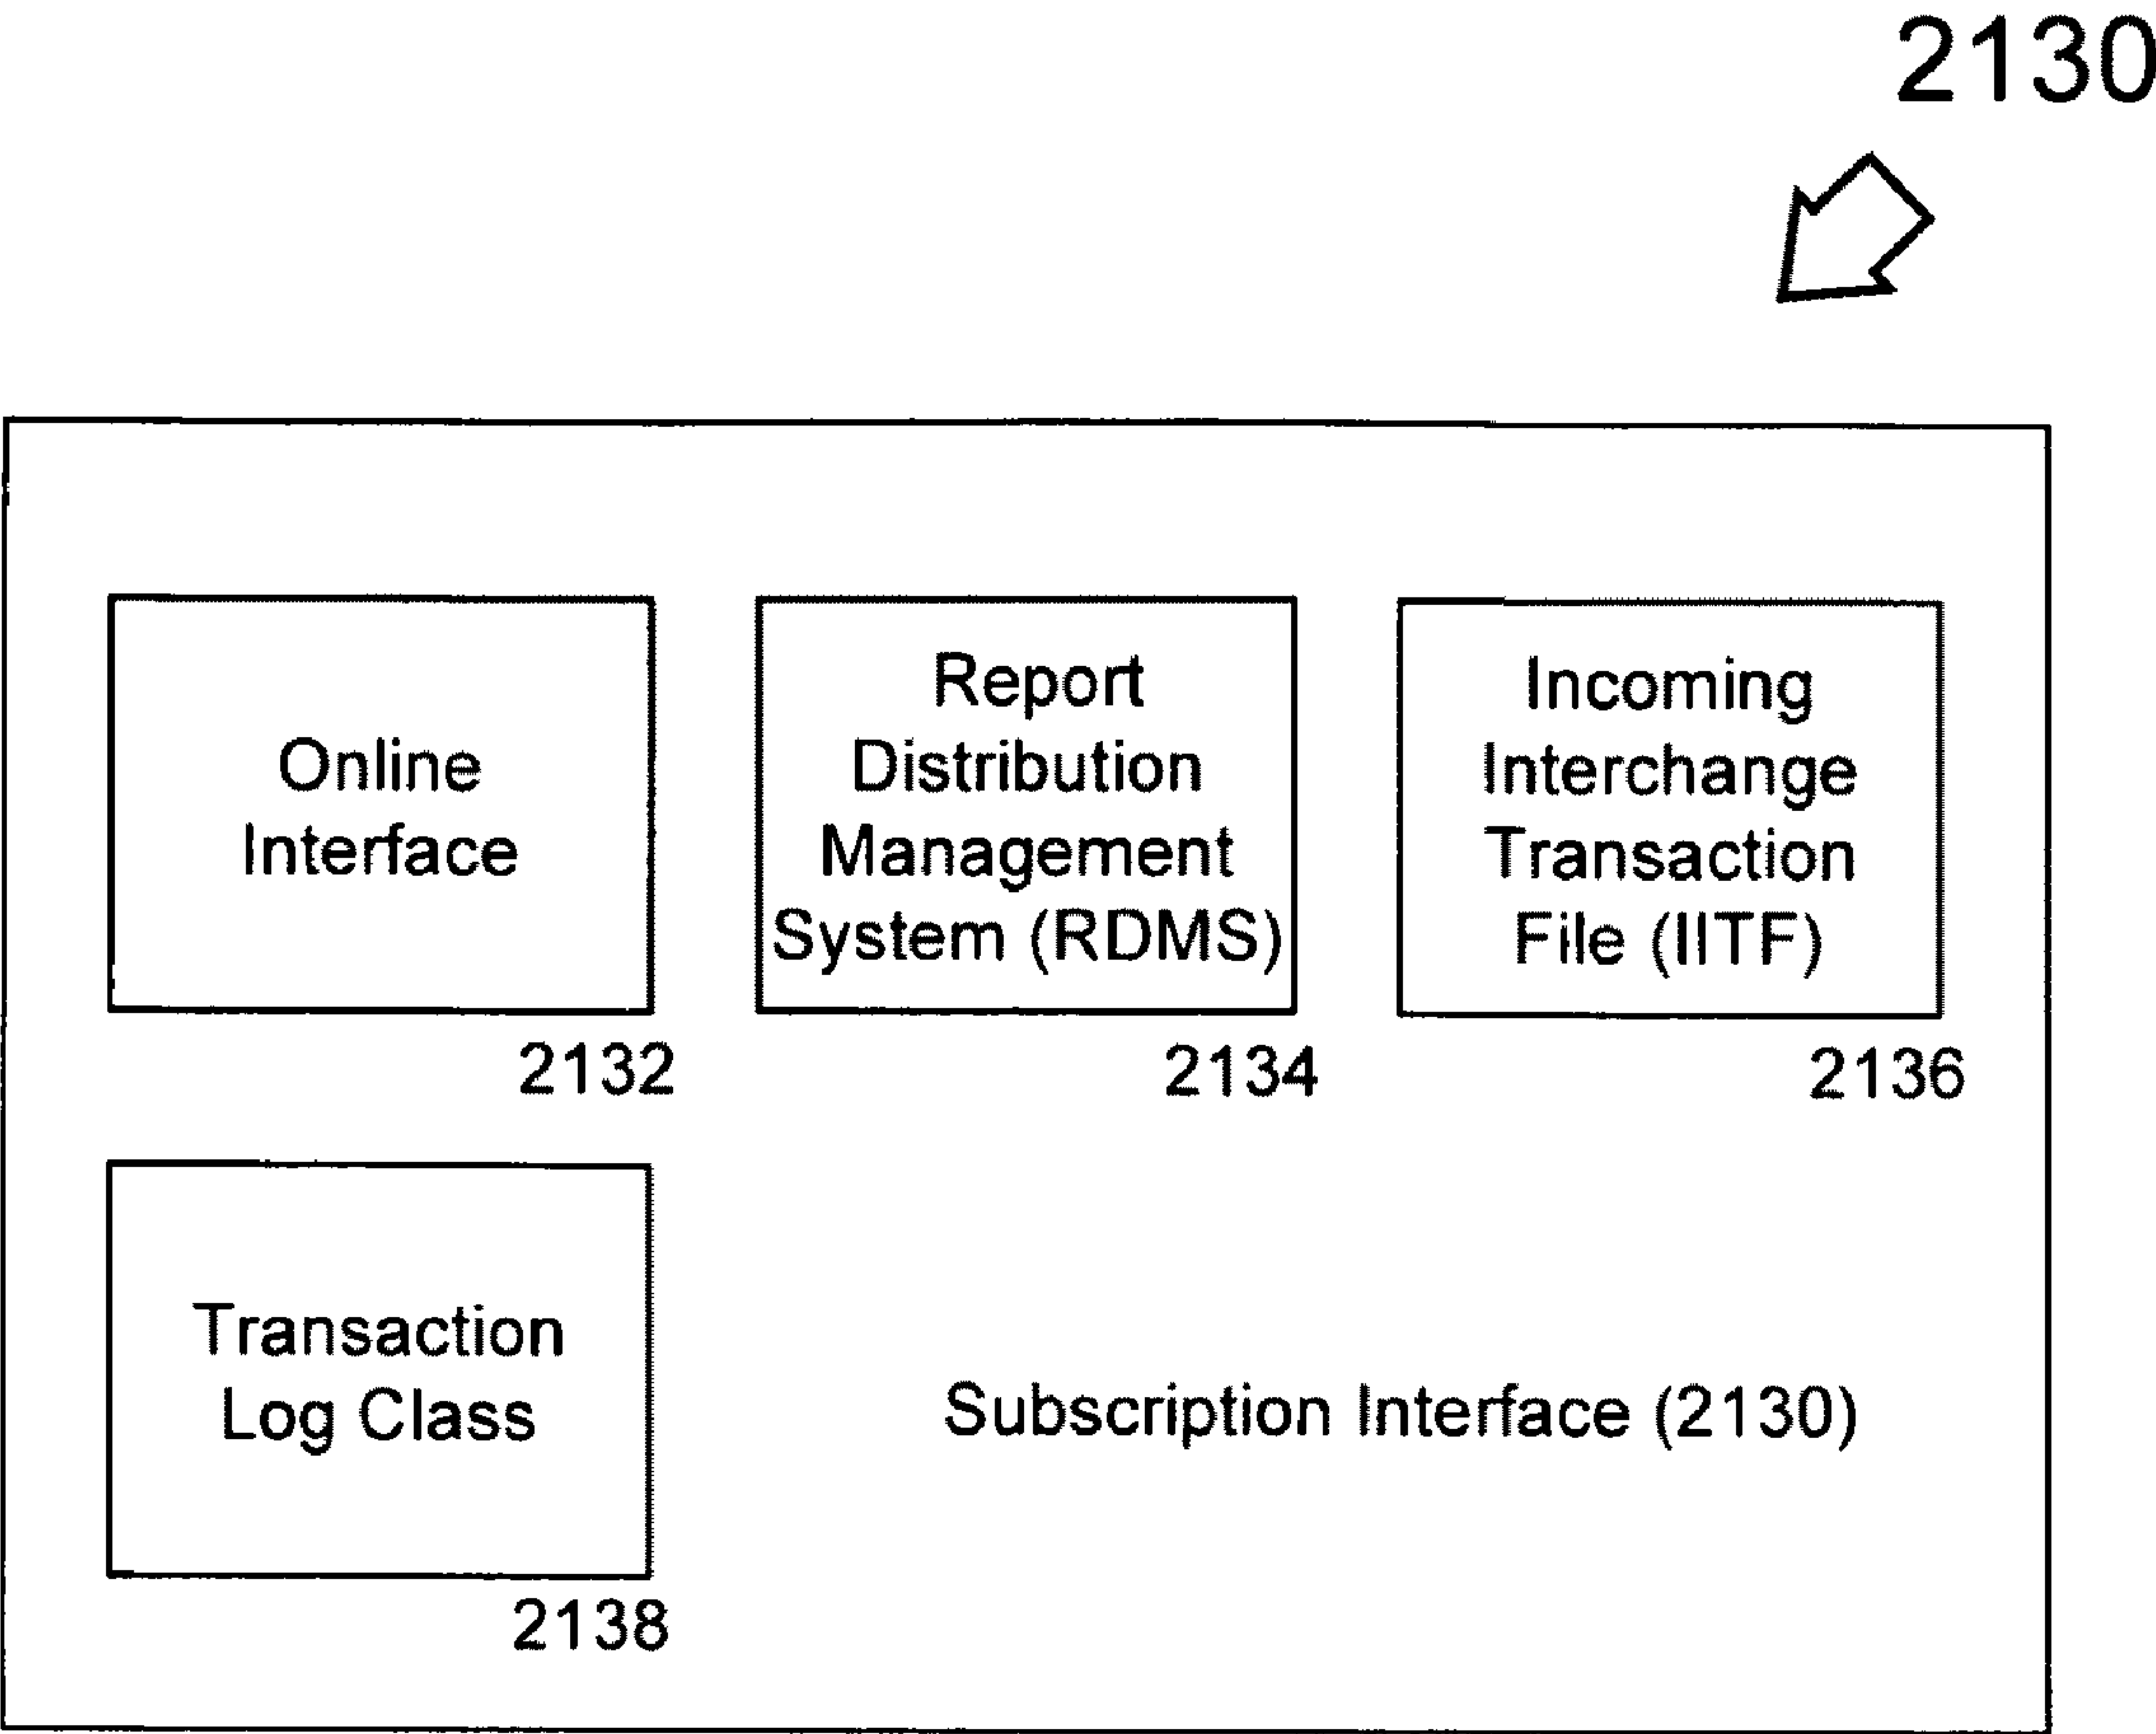 2130
Online
Interface
2132
Report
Distribution
Management
System (RDMS)
2134
Incoming
Interchange
Transaction
File (IITF)
2136
Transaction
Log Class
2138
Subscription Interface (2130)